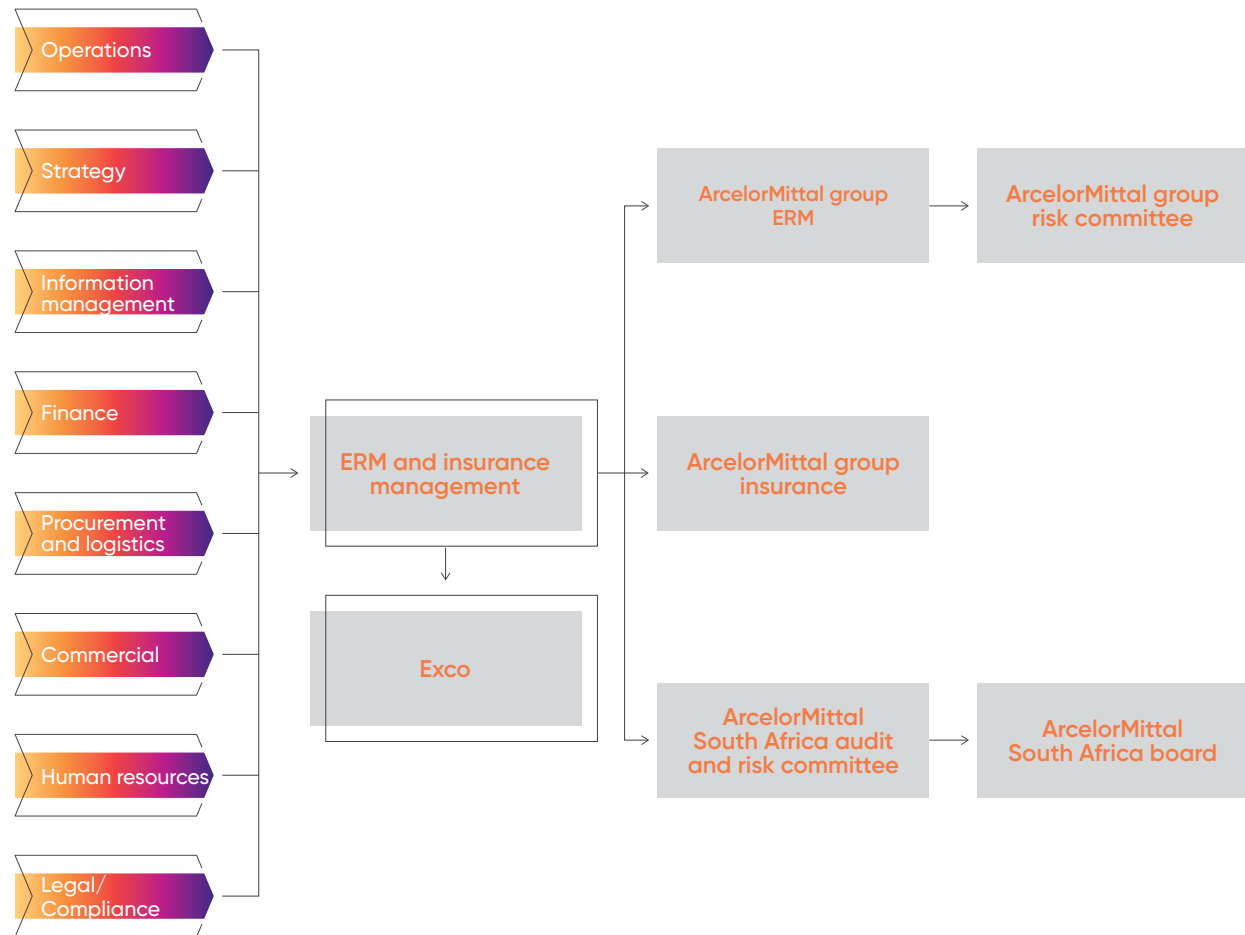 Operations
Strategy
Information
management
Finance
Procurement
and logistics
Commercial
Human resources
Legal/
Compliance
ERM and insurance
management
Exco
ArcelorMittal group
ERM
ArcelorMittal group
risk committee
ArcelorMittal group
insurance
ArcelorMittal
South Africa audit
and risk committee
ArcelorMittal
South Africa board